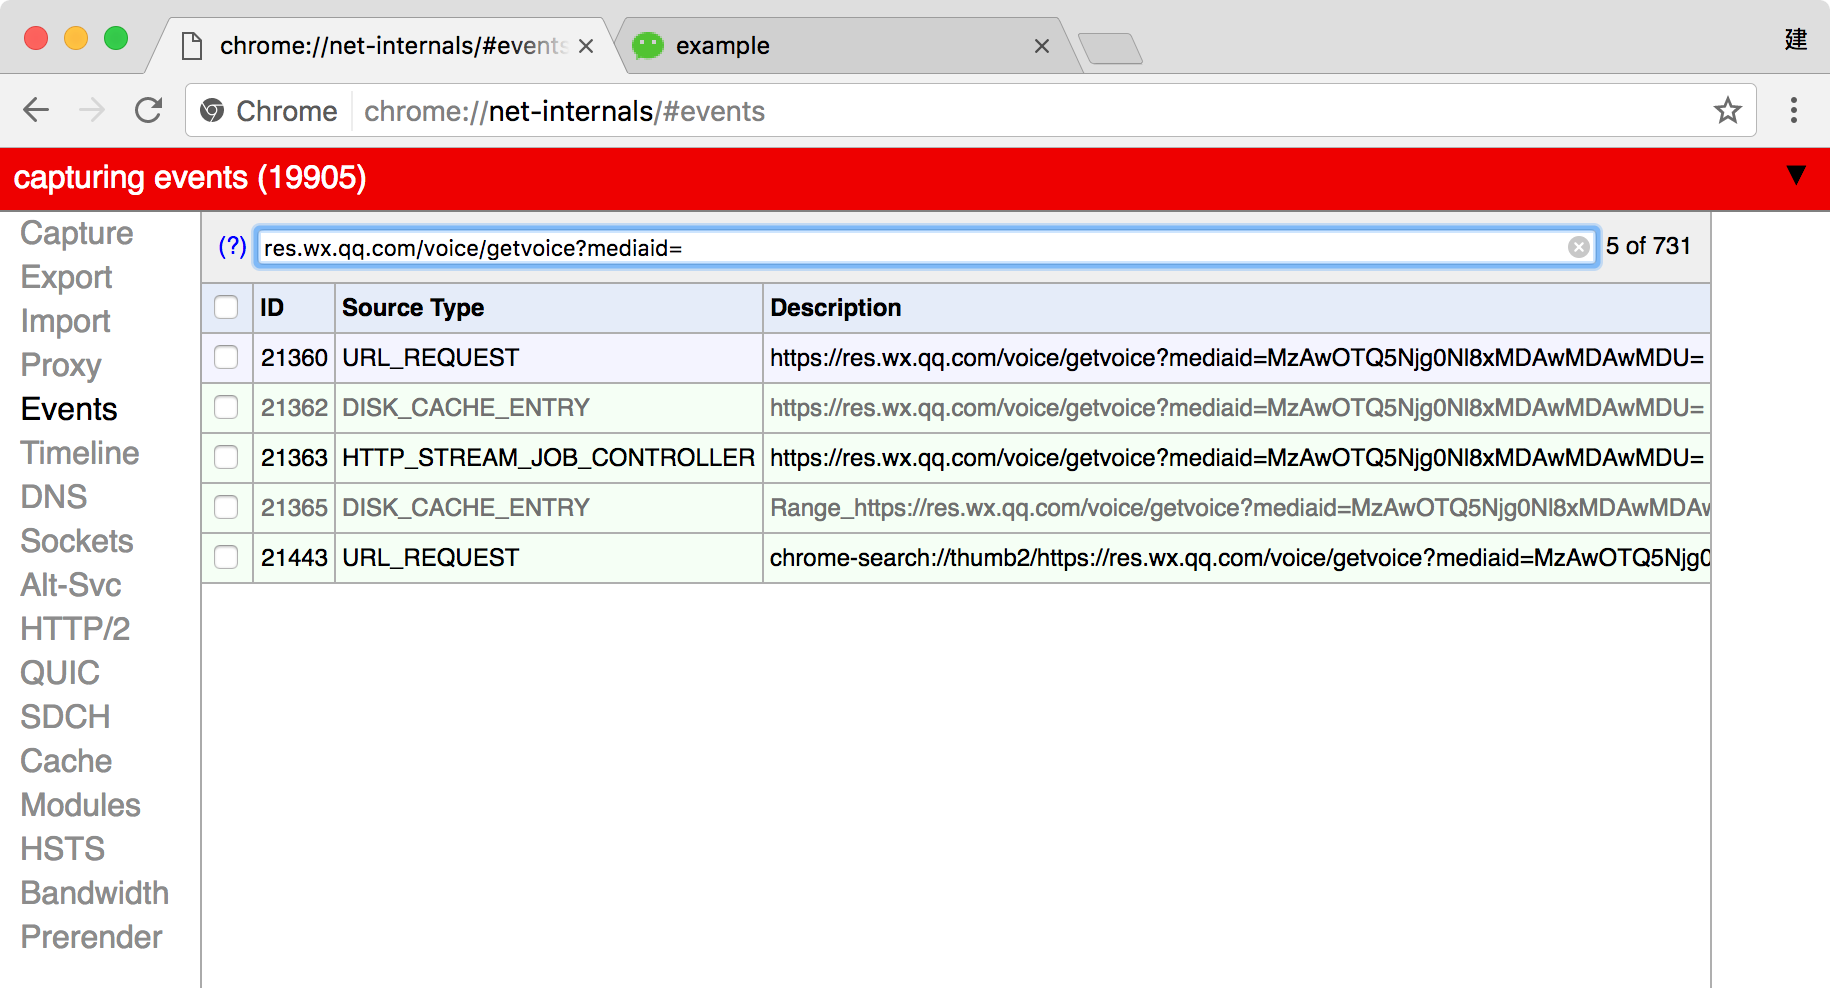 chrome://net-internals/#events
example
建
Chrome chrome://net-internals/#events
capturing events (19905)
Capture
Export
Import
Proxy
Events
Timeline
DNS
Sockets
Alt-Svc
HTTP/2
QUIC
SDCH
Cache
Modules
HSTS
Bandwidth
Prerender
(?) res.wx.qq.com/voice/getvoice?mediaid= 5 of 731
ID Source Type Description
21360 URL_REQUEST https://res.wx.qq.com/voice/getvoice?mediaid=MzAwOTQ5Njg0Nl8xMDAwMDAwMDU=
21362 DISK_CACHE_ENTRY https://res.wx.qq.com/voice/getvoice?mediaid=MzAwOTQ5Njg0Nl8xMDAwMDAwMDU=
21363 HTTP_STREAM_JOB_CONTROLLER https://res.wx.qq.com/voice/getvoice?mediaid=MzAwOTQ5Njg0Nl8xMDAwMDAwMDU=
21365 DISK_CACHE_ENTRY Range_https://res.wx.qq.com/voice/getvoice?mediaid=MzAwOTQ5Njg0Nl8xMDAwMDAw
21443 URL_REQUEST chrome-search://thumb2/https://res.wx.qq.com/voice/getvoice?mediaid=MzAwOTQ5Njg0